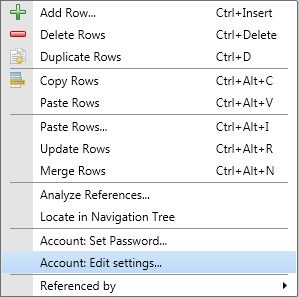 Add Row... Ctrl+Insert
Delete Rows Ctrl+Delete
Duplicate Rows Ctrl+D
Copy Rows Ctrl+Alt+C
Paste Rows Ctrl+Alt+V
Paste Rows... Ctrl+Alt+I
Update Rows Ctrl+Alt+R
Merge Rows Ctrl+Alt+N
Analyze References...
Locate in Navigation Tree
Account: Set Password...
Account: Edit settings...
Referenced by